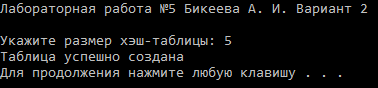 Лабораторная работа №5 Бикеева А. И. Вариант 2
Укажите размер хэш-таблицы: 5
Таблица успешно создана
Для продолжения нажмите любую клавишу . . .